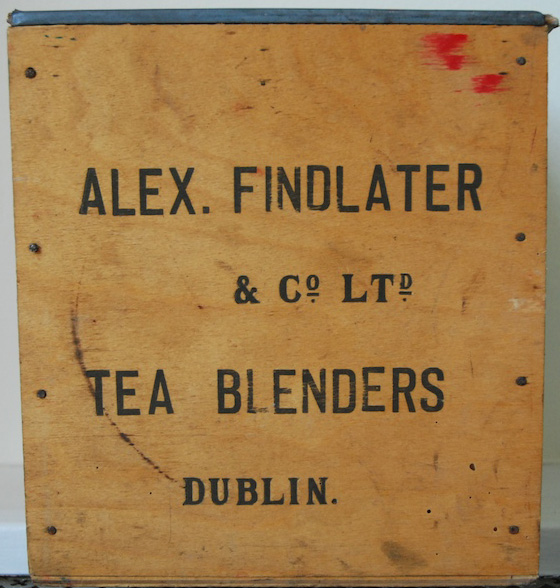 ALEX. FINDLATER
& Cº LTᴰ
TEA BLENDERS
DUBLIN.